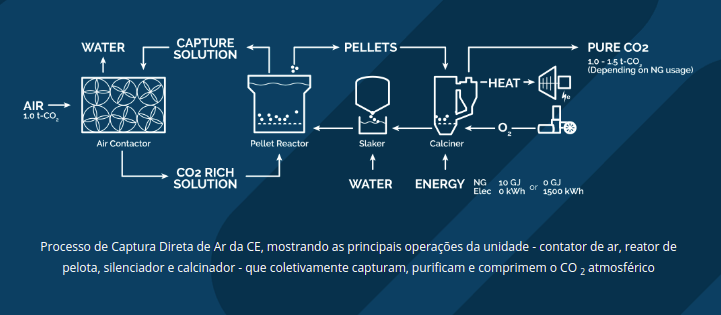 WATER
CAPTURE
SOLUTION
PELLETS
PURE CO2
1.0 - 1.5 t-CO₂
(Depending on NG usage)
HEAT
AIR
1.0 t-CO₂
O₂
Air Contactor
Pellet Reactor
Slaker
Calciner
CO2 RICH
SOLUTION
WATER
ENERGY
NG 10 GJ or 0 GJ
Elec 0 kWh 1500 kWh
Processo de Captura Direta de Ar da CE, mostrando as principais operações da unidade - contator de ar, reator de
pelota, silenciador e calcinador - que coletivamente capturam, purificam e comprimem o CO ₂ atmosférico